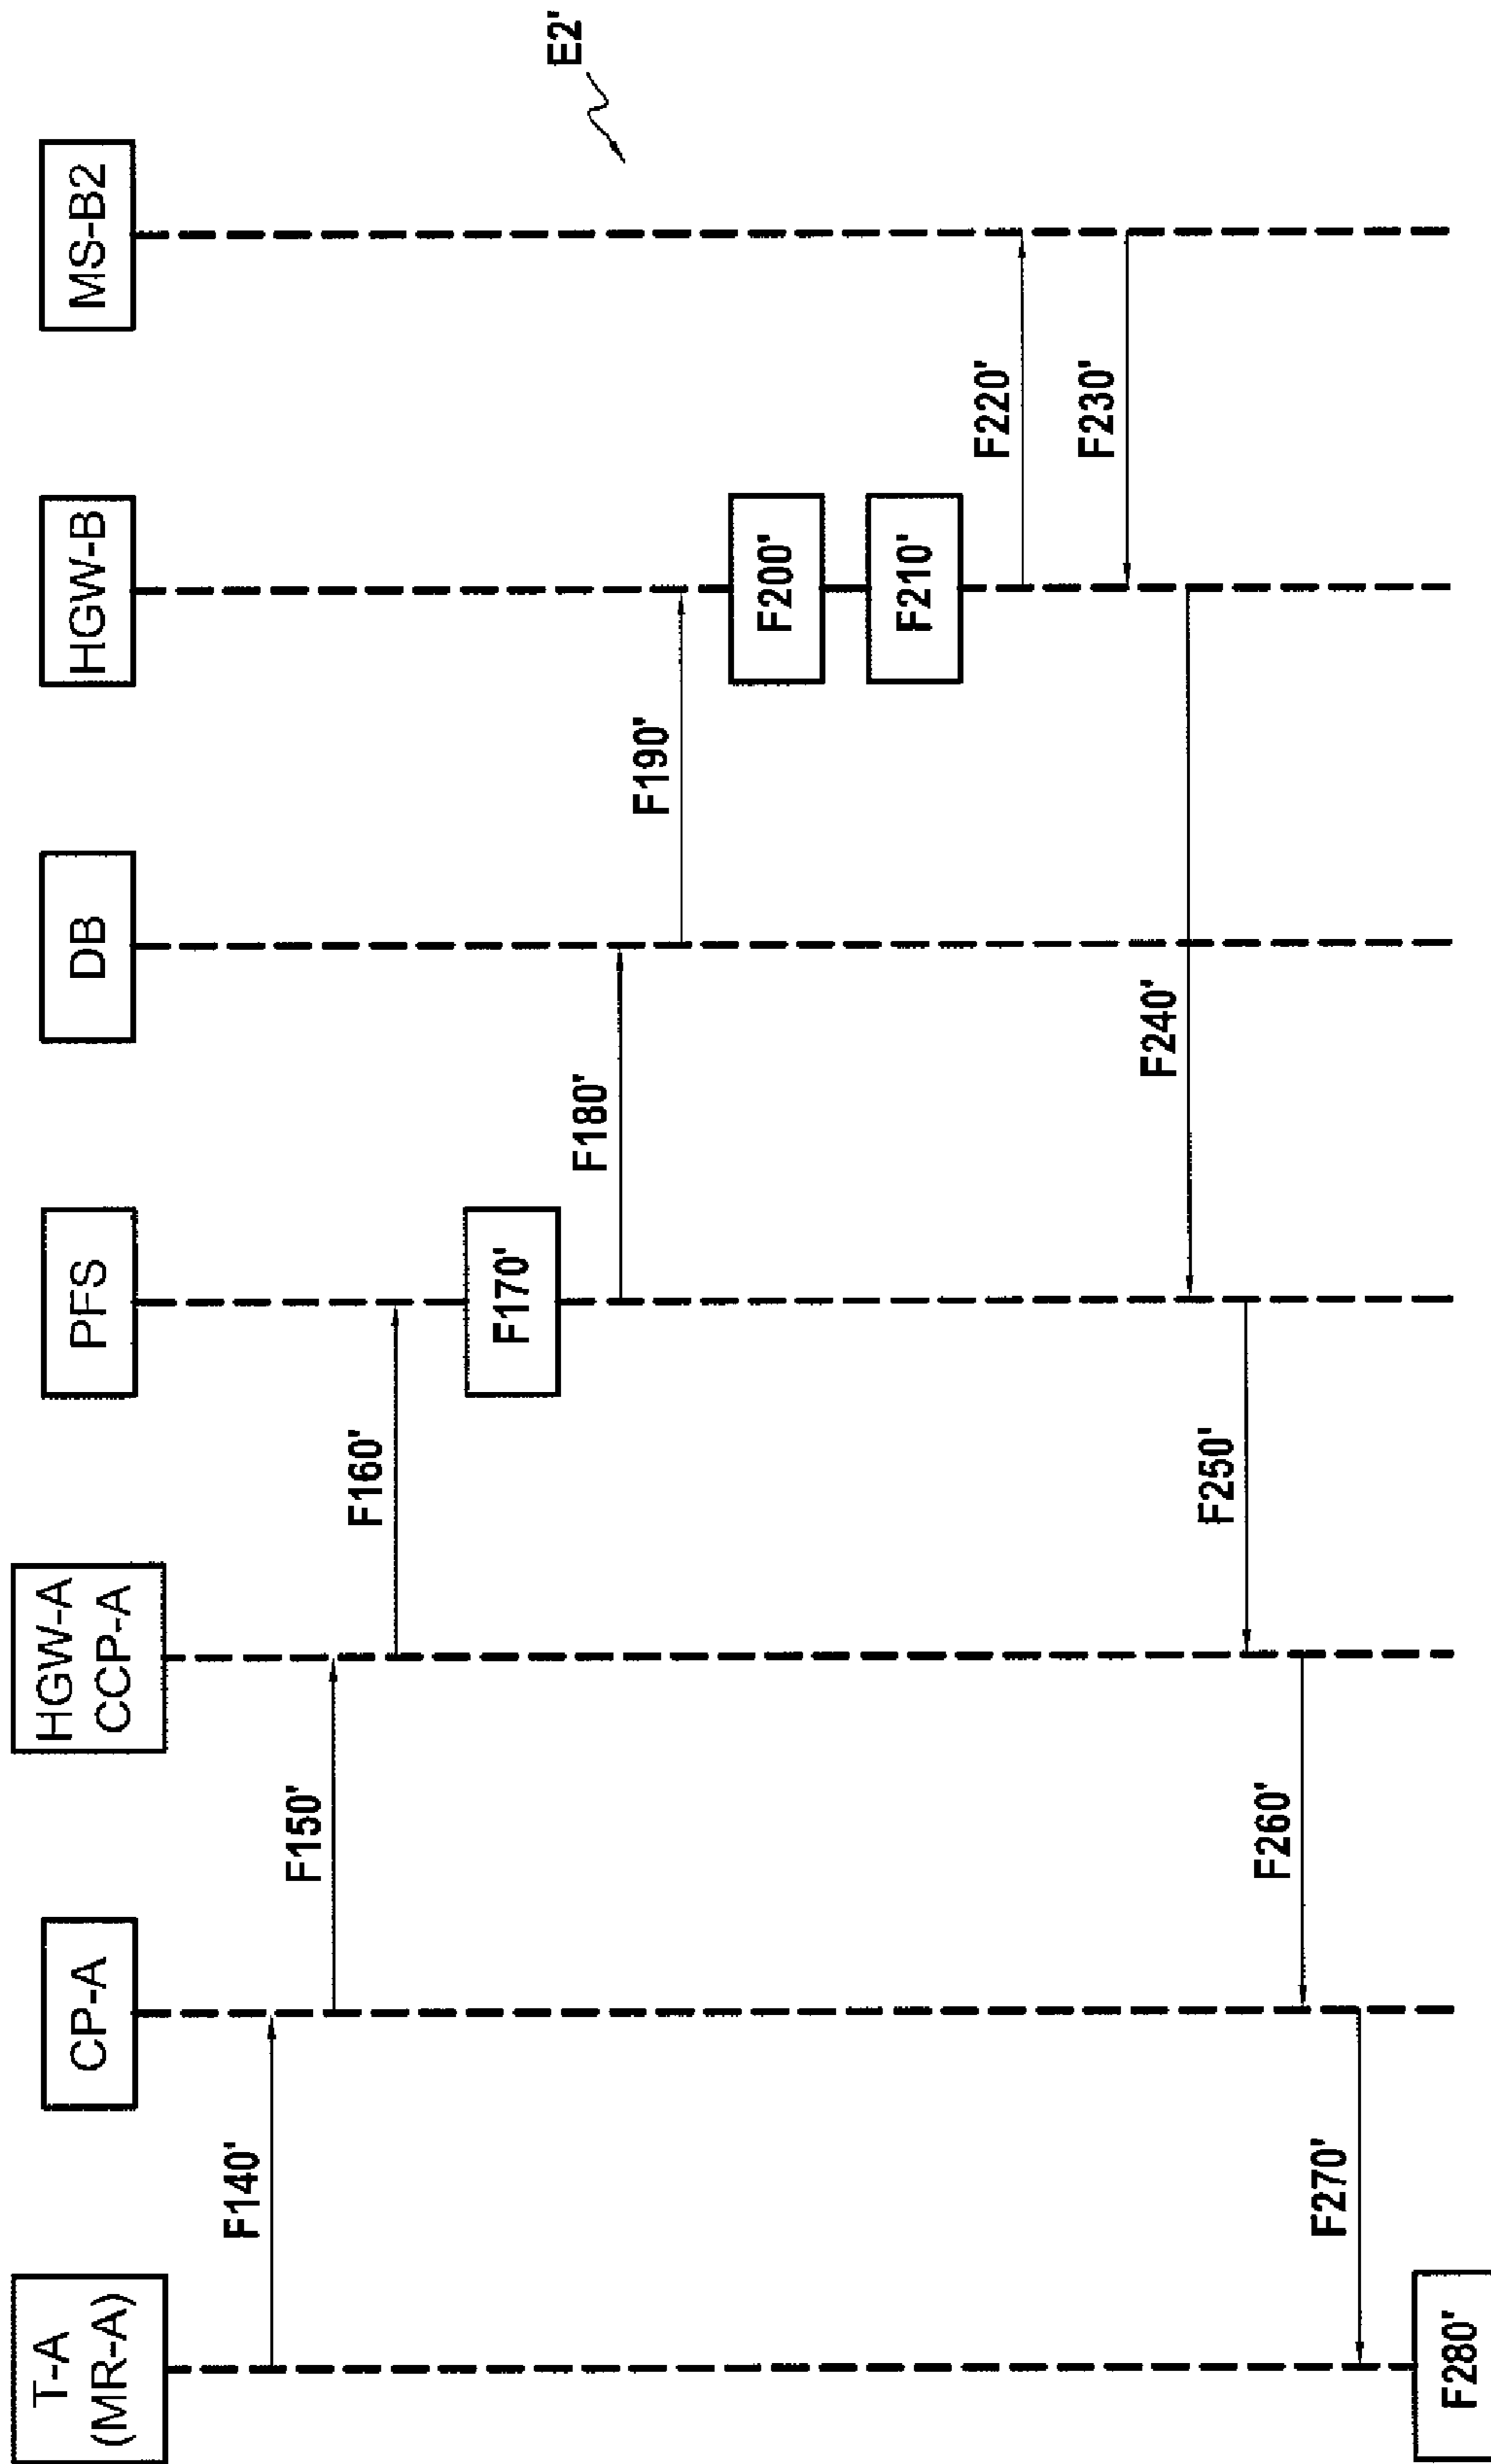 T-A
(MR-A)
CP-A
HGW-A
CCP-A
PFS
DB
HGW-B
MS-B2
E2'
F140'
F150'
F160'
F170'
F180'
F190'
F200'
F210'
F220'
F230'
F240'
F250'
F260'
F270'
F280'